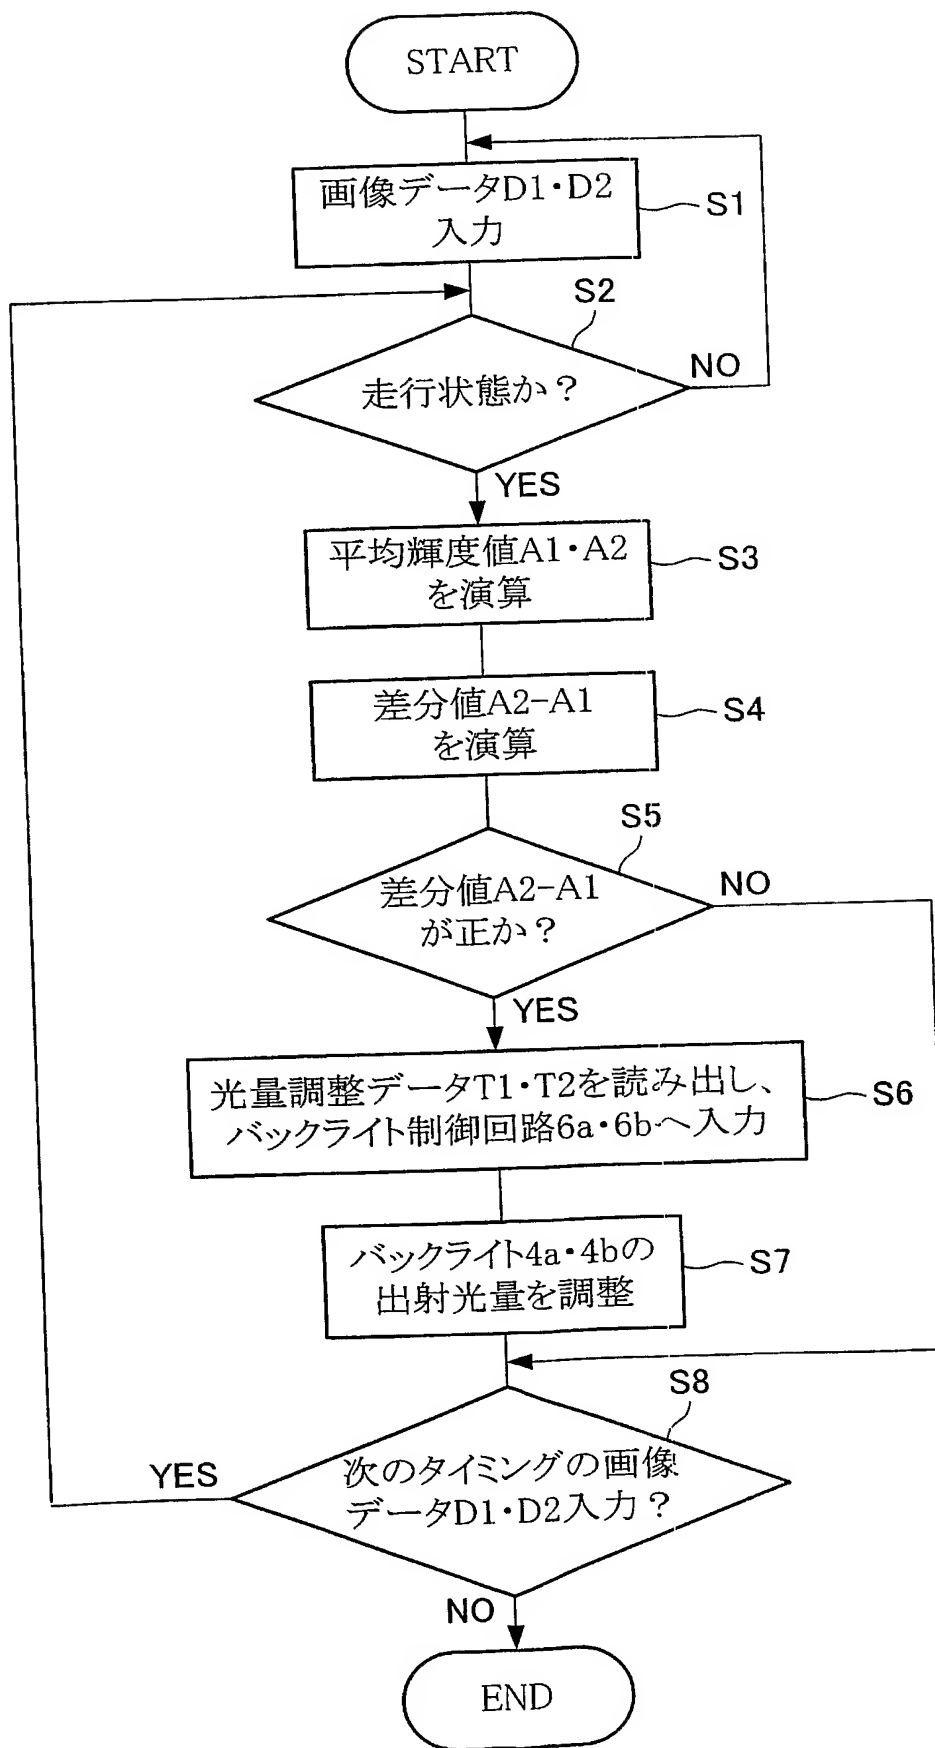 START
画像データD1・D2
入力
S1
S2
走行状態か？
NO
YES
平均輝度値A1・A2
を演算
S3
差分値A2-A1
を演算
S4
S5
差分値A2-A1
が正か？
NO
YES
光量調整データT1・T2を読み出し、
バックライト制御回路6a・6bへ入力
S6
バックライト4a・4bの
出射光量を調整
S7
S8
次のタイミングの画像
データD1・D2入力？
YES
NO
END